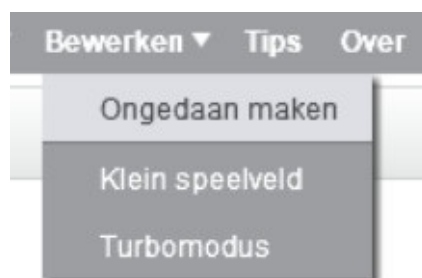 Bewerken ▼ Tips Over
Ongedaan maken
Klein speelveld
Turbomodus